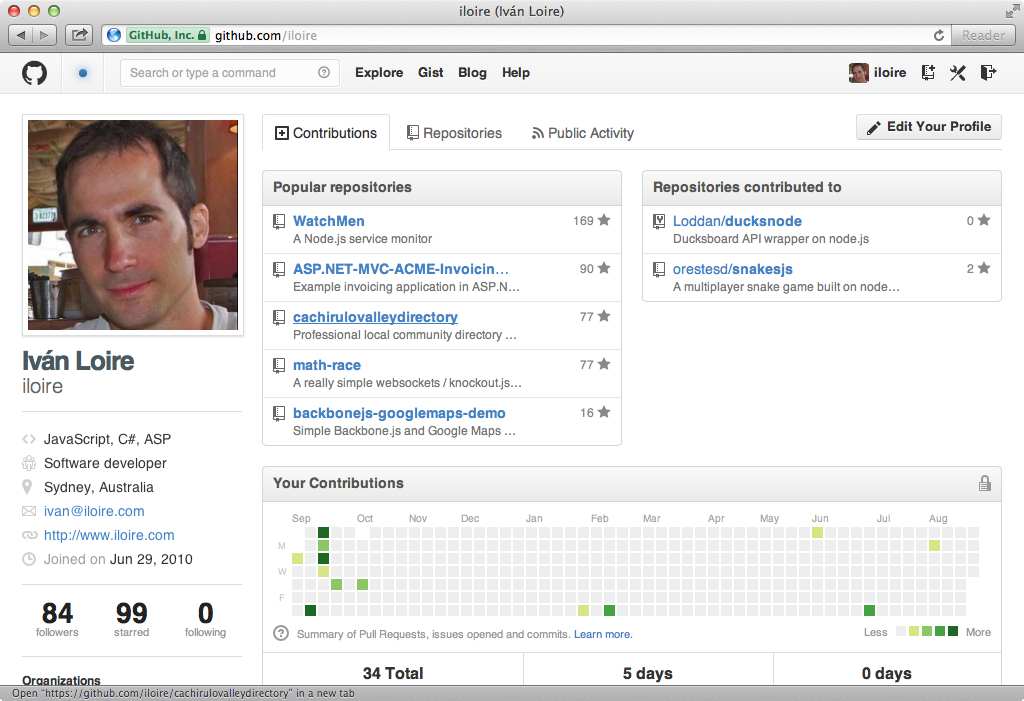 iloire (Iván Loire)
GitHub, Inc. github.com/iloire Reader
Search or type a command Explore Gist Blog Help iloire
Contributions Repositories Public Activity Edit Your Profile
Iván Loire
iloire
JavaScript, C#, ASP
Software developer
Sydney, Australia
ivan@iloire.com
http://www.iloire.com
Joined on Jun 29, 2010
84 99 0
followers starred following
Organizations
Popular repositories
WatchMen 169
A Node.js service monitor
ASP.NET-MVC-ACME-Invoicin… 90
Example invoicing application in ASP.N…
cachirulovalleydirectory 77
Professional local community directory …
math-race 77
A really simple websockets / knockout.js…
backbonejs-googlemaps-demo 16
Simple Backbone.js and Google Maps …
Repositories contributed to
Loddan/ducksnode 0
Ducksboard API wrapper on node.js
orestesd/snakesjs 2
A multiplayer snake game built on node…
Your Contributions
Sep Oct Nov Dec Jan Feb Mar Apr May Jun Jul Aug
M
W
F
Summary of Pull Requests, issues opened and commits. Learn more. Less More
34 Total 5 days 0 days
Open "https://github.com/iloire/cachirulovalleydirectory" in a new tab